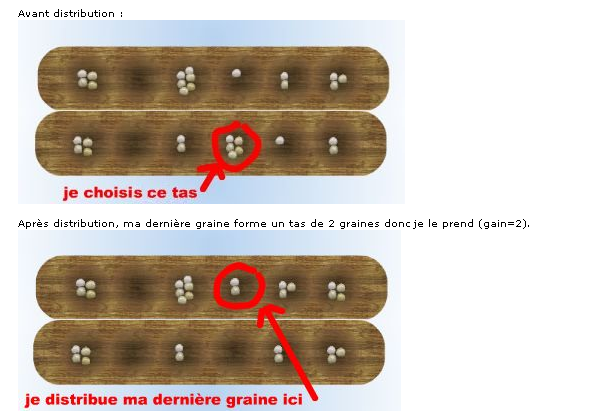 Avant distribution :
je choisis ce tas
Après distribution, ma dernière graine forme un tas de 2 graines donc je le prend (gain=2).
je distribue ma dernière graine ici